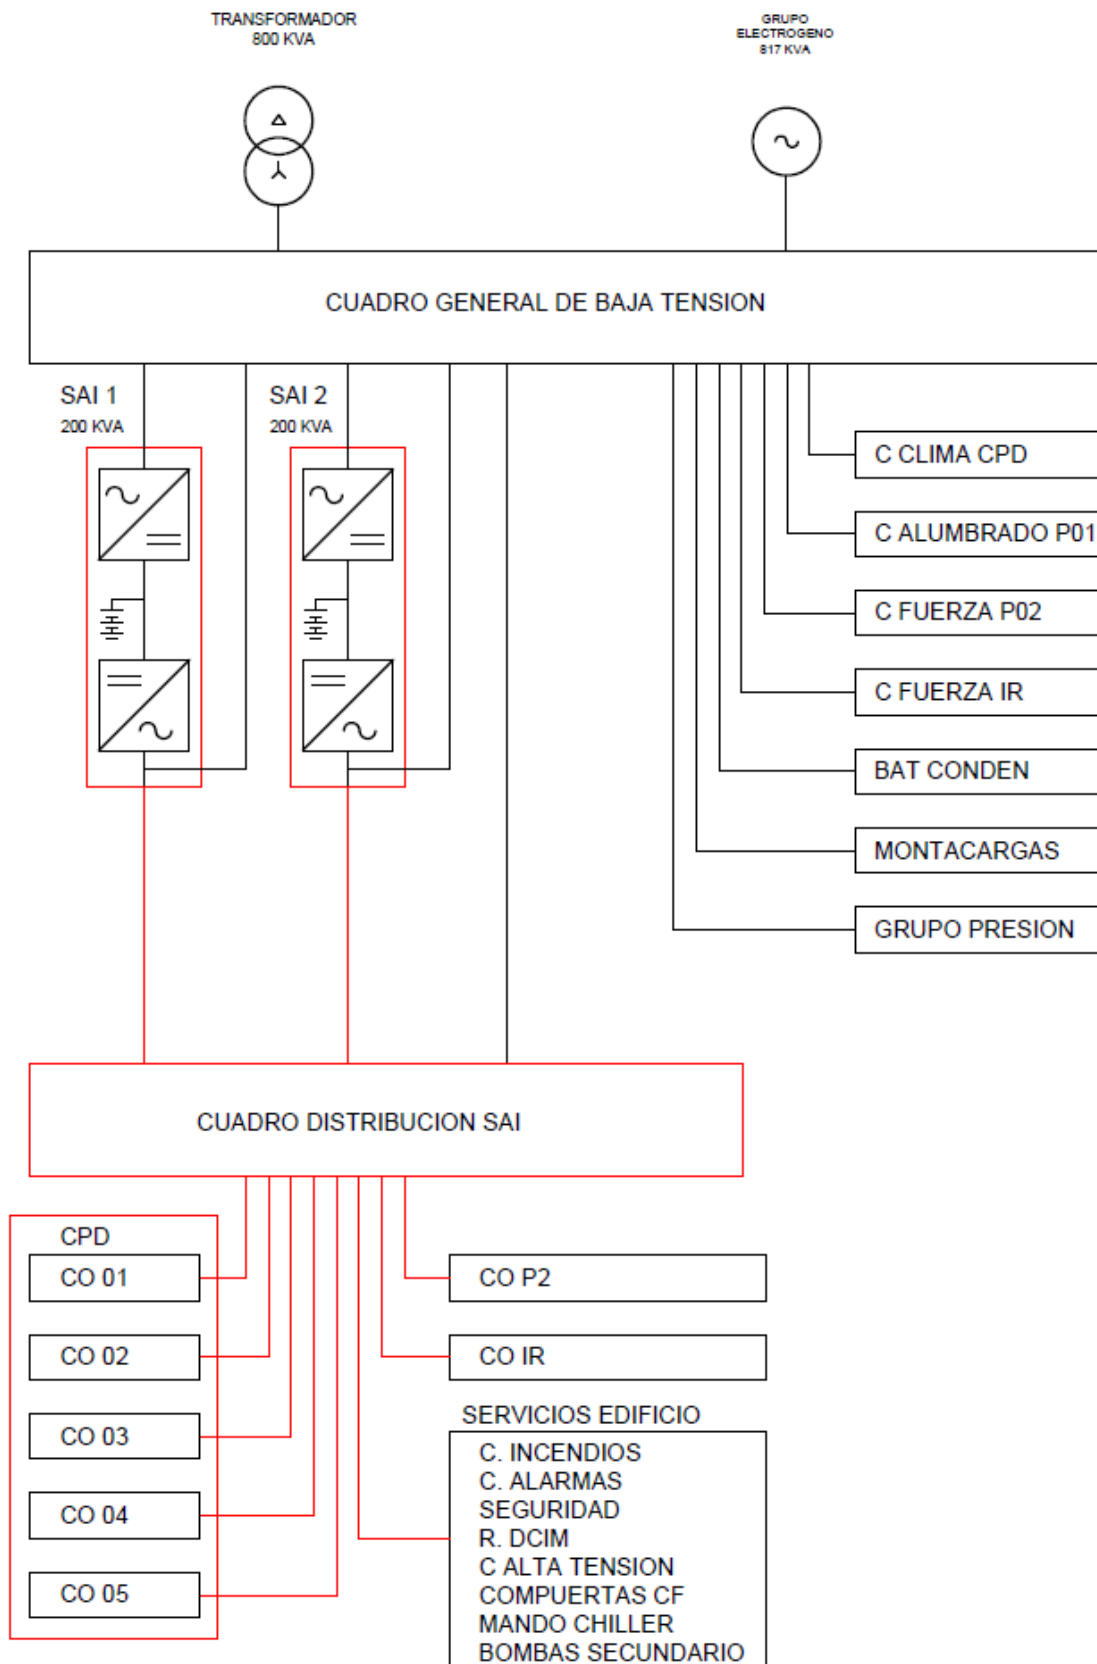 TRANSFORMADOR
800 KVA
GRUPO
ELECTROGENO
817 KVA
CUADRO GENERAL DE BAJA TENSION
SAI 1
200 KVA
SAI 2
200 KVA
C CLIMA CPD
C ALUMBRADO P01
C FUERZA P02
C FUERZA IR
BAT CONDEN
MONTACARGAS
GRUPO PRESION
CUADRO DISTRIBUCION SAI
CPD
CO 01
CO 02
CO 03
CO 04
CO 05
CO P2
CO IR
SERVICIOS EDIFICIO
C. INCENDIOS
C. ALARMAS
SEGURIDAD
R. DCIM
C ALTA TENSION
COMPUERTAS CF
MANDO CHILLER
BOMBAS SECUNDARIO